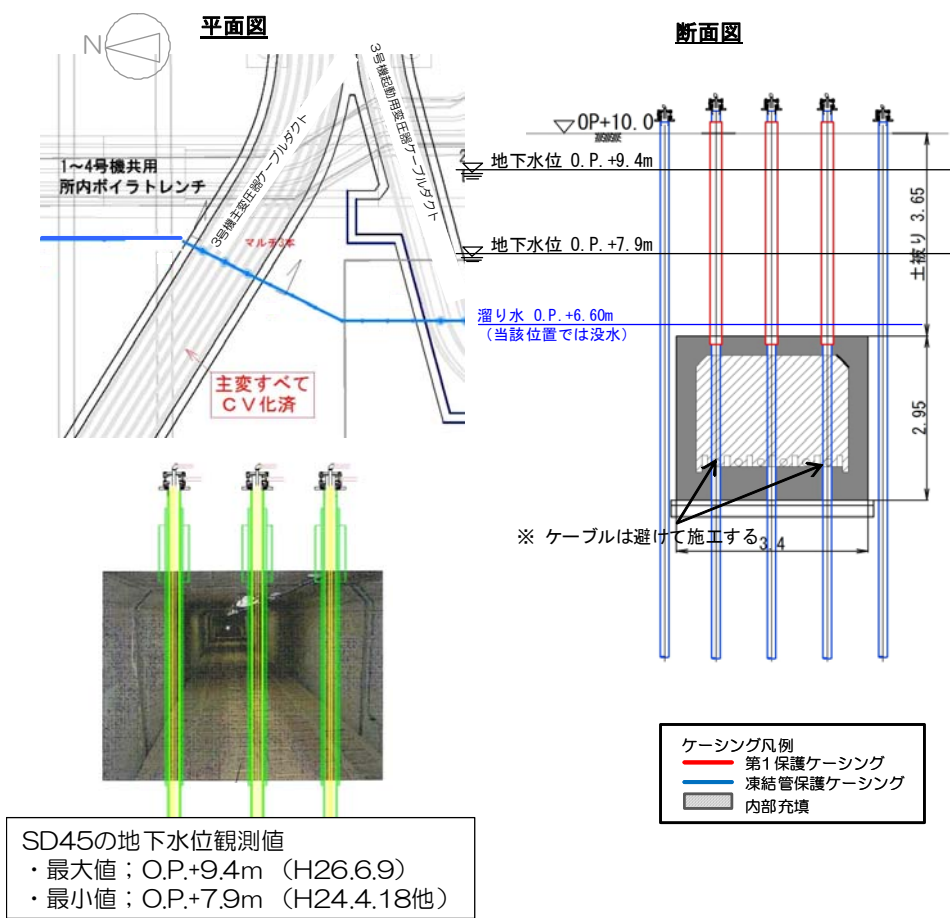 平面図
N
3号機主変圧器ケーブルダクト
3号機起動用変圧器ケーブルダクト
1～4号機共用
所内ボイラトレンチ
マルチ3本
主変すべて
ＣＶ化済
断面図
OP+10.0
地下水位 O.P.+9.4m
地下水位 O.P.+7.9m
溜り水 O.P.+6.60m
（当該位置では没水）
土被り 3.65
2.95
※ ケーブルは避けて施工する
3.4
ケーシング凡例
第1保護ケーシング
凍結管保護ケーシング
内部充填
SD45の地下水位観測値
・最大値；O.P.+9.4m （H26.6.9）
・最小値；O.P.+7.9m （H24.4.18他）